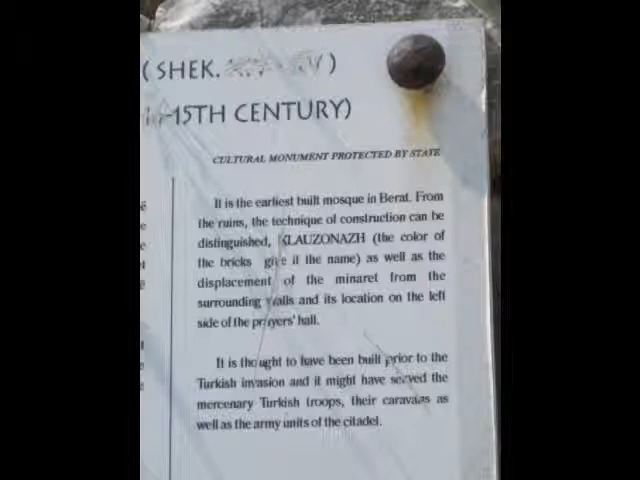 ( SHEK. XIV-XV )
-15TH CENTURY)
CULTURAL MONUMENT PROTECTED BY STATE
It is the earliest built mosque in Berat. From
the ruins, the technique of construction can be
distinguished, KLAUZONAZH (the color of
the bricks give it the name) as well as the
displacement of the minaret from the
surrounding walls and its location on the left
side of the prayers' hall.
It is thought to have been built prior to the
Turkish invasion and it might have served the
mercenary Turkish troops, their caravans as
well as the army units of the citadel.